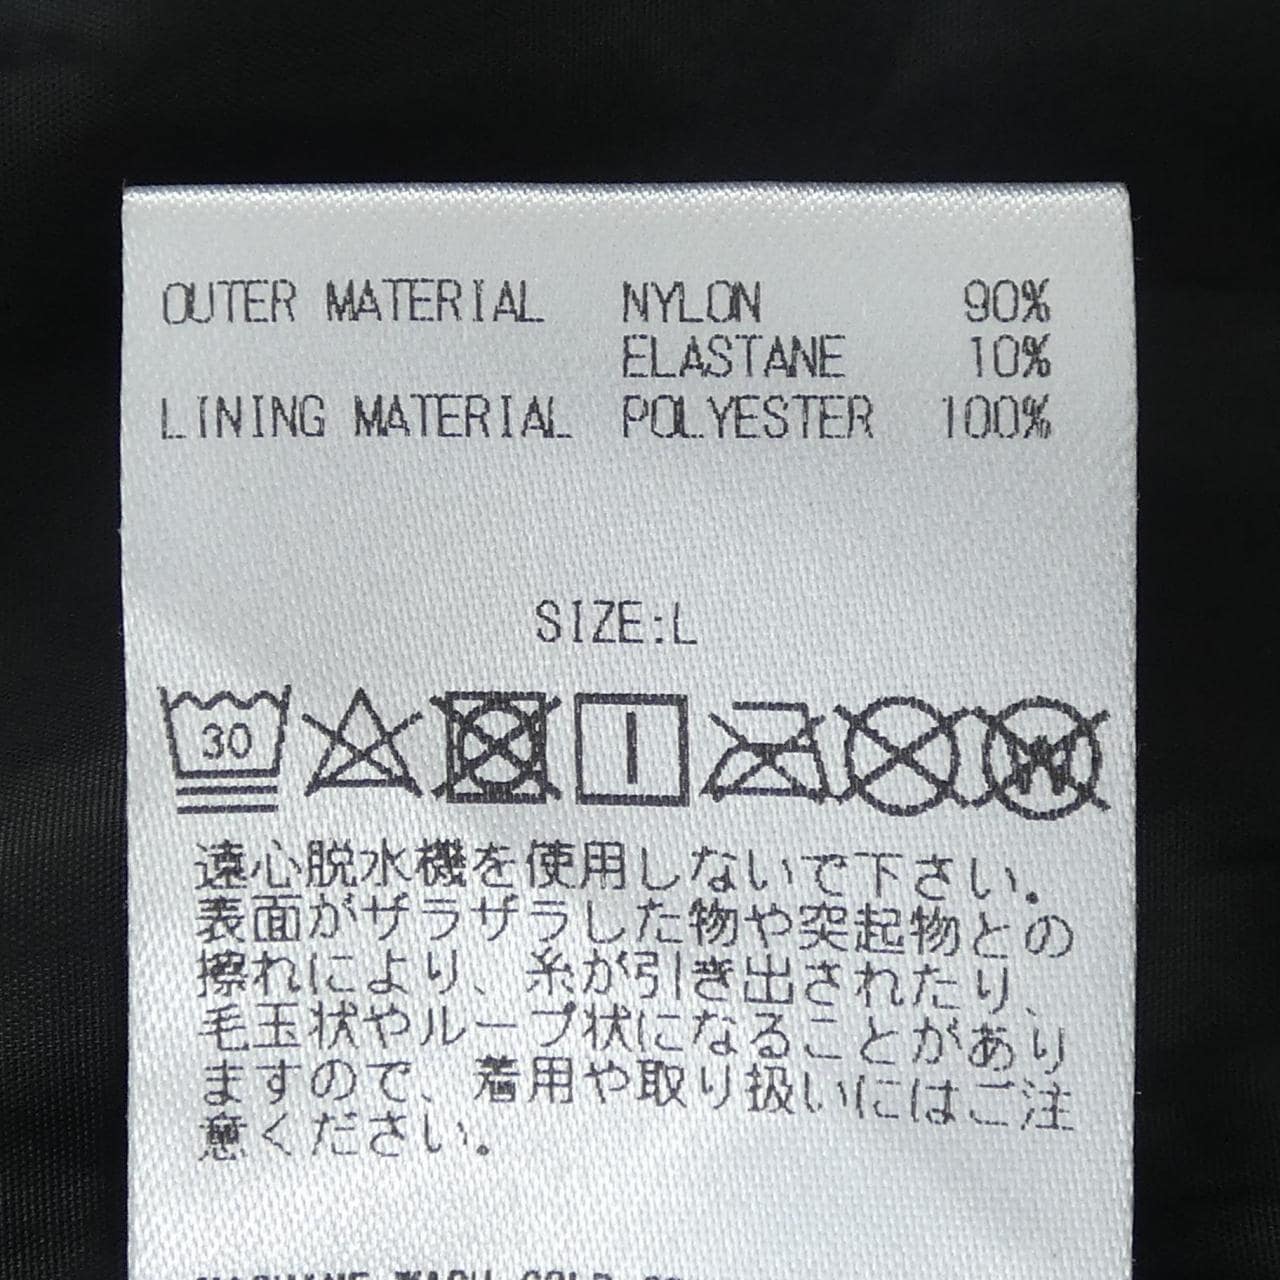 OUTER MATERIAL NYLON 90%
ELASTANE 10%
LINING MATERIAL POLYESTER 100%
SIZE:L
30
W
遠心脱水機を使用しないで下さい.
表面がザラザラした物や突起物との
擦れにより、糸が引き出されたり、
毛玉状やループ状になることがあり
ますので、着用や取り扱いにはご注
意ください。
MACHINE WASH COLD